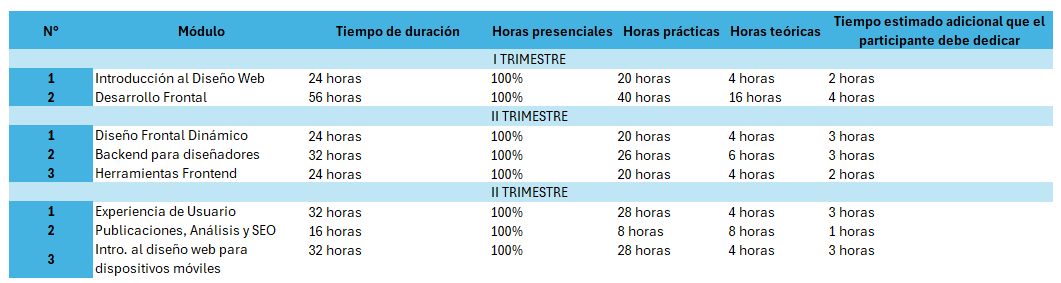 N° Módulo Tiempo de duración Horas presenciales Horas prácticas Horas teóricas Tiempo estimado adicional que el
participante debe dedicar
I TRIMESTRE
1 Introducción al Diseño Web 24 horas 100% 20 horas 4 horas 2 horas
2 Desarrollo Frontal 56 horas 100% 40 horas 16 horas 4 horas
II TRIMESTRE
1 Diseño Frontal Dinámico 24 horas 100% 20 horas 4 horas 3 horas
2 Backend para diseñadores 32 horas 100% 26 horas 6 horas 3 horas
3 Herramientas Frontend 24 horas 100% 20 horas 4 horas 2 horas
II TRIMESTRE
1 Experiencia de Usuario 32 horas 100% 28 horas 4 horas 3 horas
2 Publicaciones, Análisis y SEO 16 horas 100% 8 horas 8 horas 1 horas
3 Intro. al diseño web para 32 horas 100% 28 horas 4 horas 3 horas
dispositivos móviles